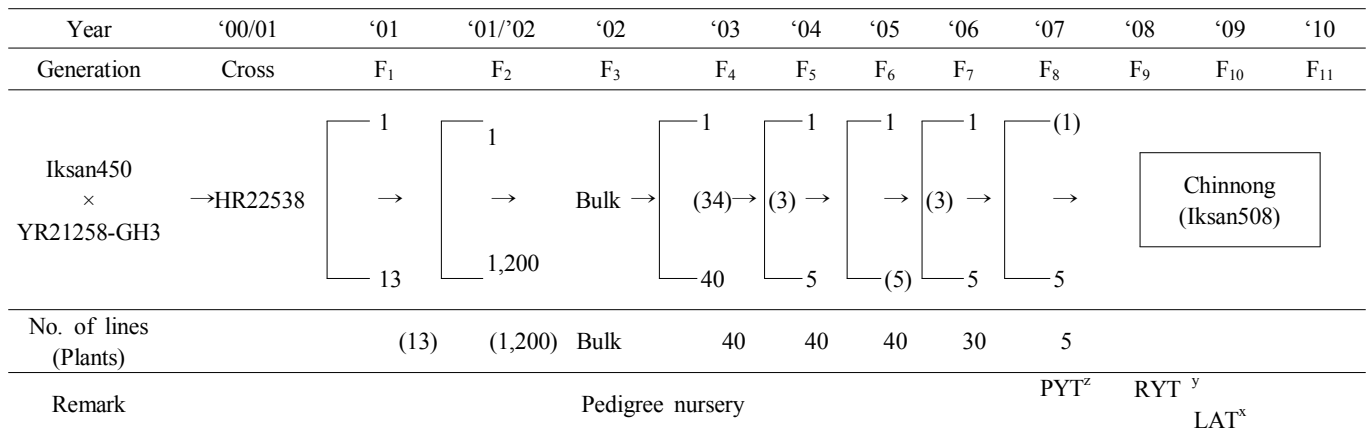 Year ‘00/01 ‘01 ‘01/’02 ‘02 ‘03 ‘04 ‘05 ‘06 ‘07 ‘08 ‘09 ‘10
Generation Cross F1 F2 F3 F4 F5 F6 F7 F8 F9 F10 F11
1 1 1 1 1 1 (1)
Iksan450 × YR21258-GH3 →HR22538 → → Bulk → (34)→ (3) → → (3) → → Chinnong (Iksan508)
13 1,200 40 5 (5) 5 5
No. of lines (Plants) (13) (1,200) Bulk 40 40 40 30 5
Remark Pedigree nursery PYTz RYT y LATx